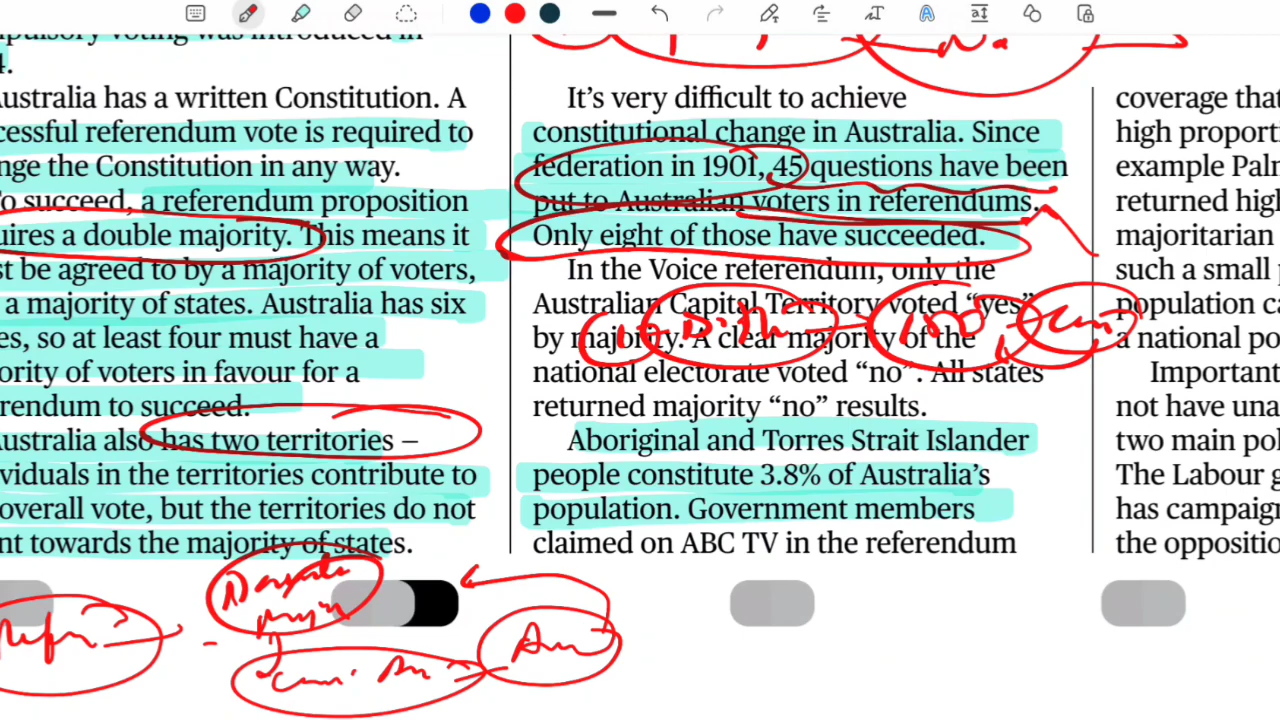 pulsory voting was introduced in
4.
Australia has a written Constitution. A
cessful referendum vote is required to
nge the Constitution in any way.
To succeed, a referendum proposition
uires a double majority. This means it
st be agreed to by a majority of voters,
a majority of states. Australia has six
es, so at least four must have a
ority of voters in favour for a
rendum to succeed.
Australia also has two territories –
viduals in the territories contribute to
overall vote, but the territories do not
nt towards the majority of states.
It's very difficult to achieve
constitutional change in Australia. Since
federation in 1901, 45 questions have been
put to Australian voters in referendums.
Only eight of those have succeeded.
In the Voice referendum, only the
Australian Capital Territory voted “yes”
by majority. A clear majority of the
national electorate voted “no”. All states
returned majority “no” results.
Aboriginal and Torres Strait Islander
people constitute 3.8% of Australia's
population. Government members
claimed on ABC TV in the referendum
coverage that
high proporti
example Palm
returned high
majoritarian
such a small p
population ca
a national po
Important
not have una
two main pol
The Labour g
has campaign
the oppositio